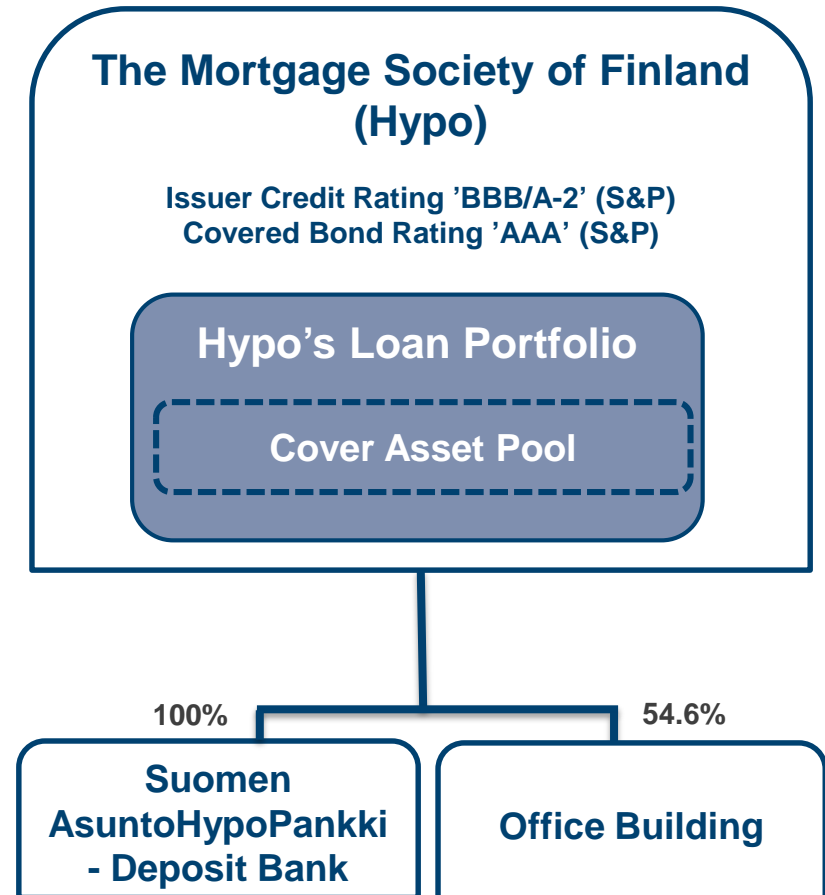 The Mortgage Society of Finland
(Hypo)
Issuer Credit Rating ’BBB/A-2’ (S&P)
Covered Bond Rating ’AAA’ (S&P)
Hypo’s Loan Portfolio
Cover Asset Pool
100%
54.6%
Suomen
AsuntoHypoPankki
- Deposit Bank
Office Building